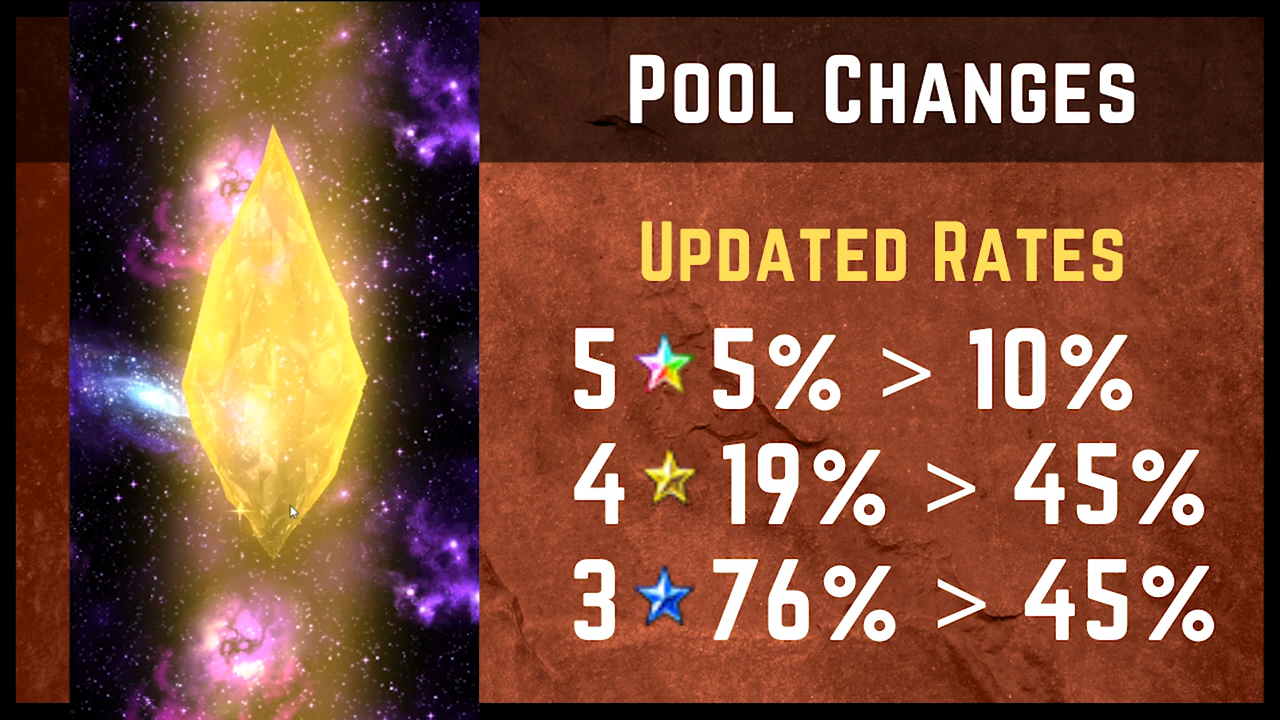 Pool Changes
Updated Rates
5 5% > 10%
4 19% > 45%
3 76% > 45%